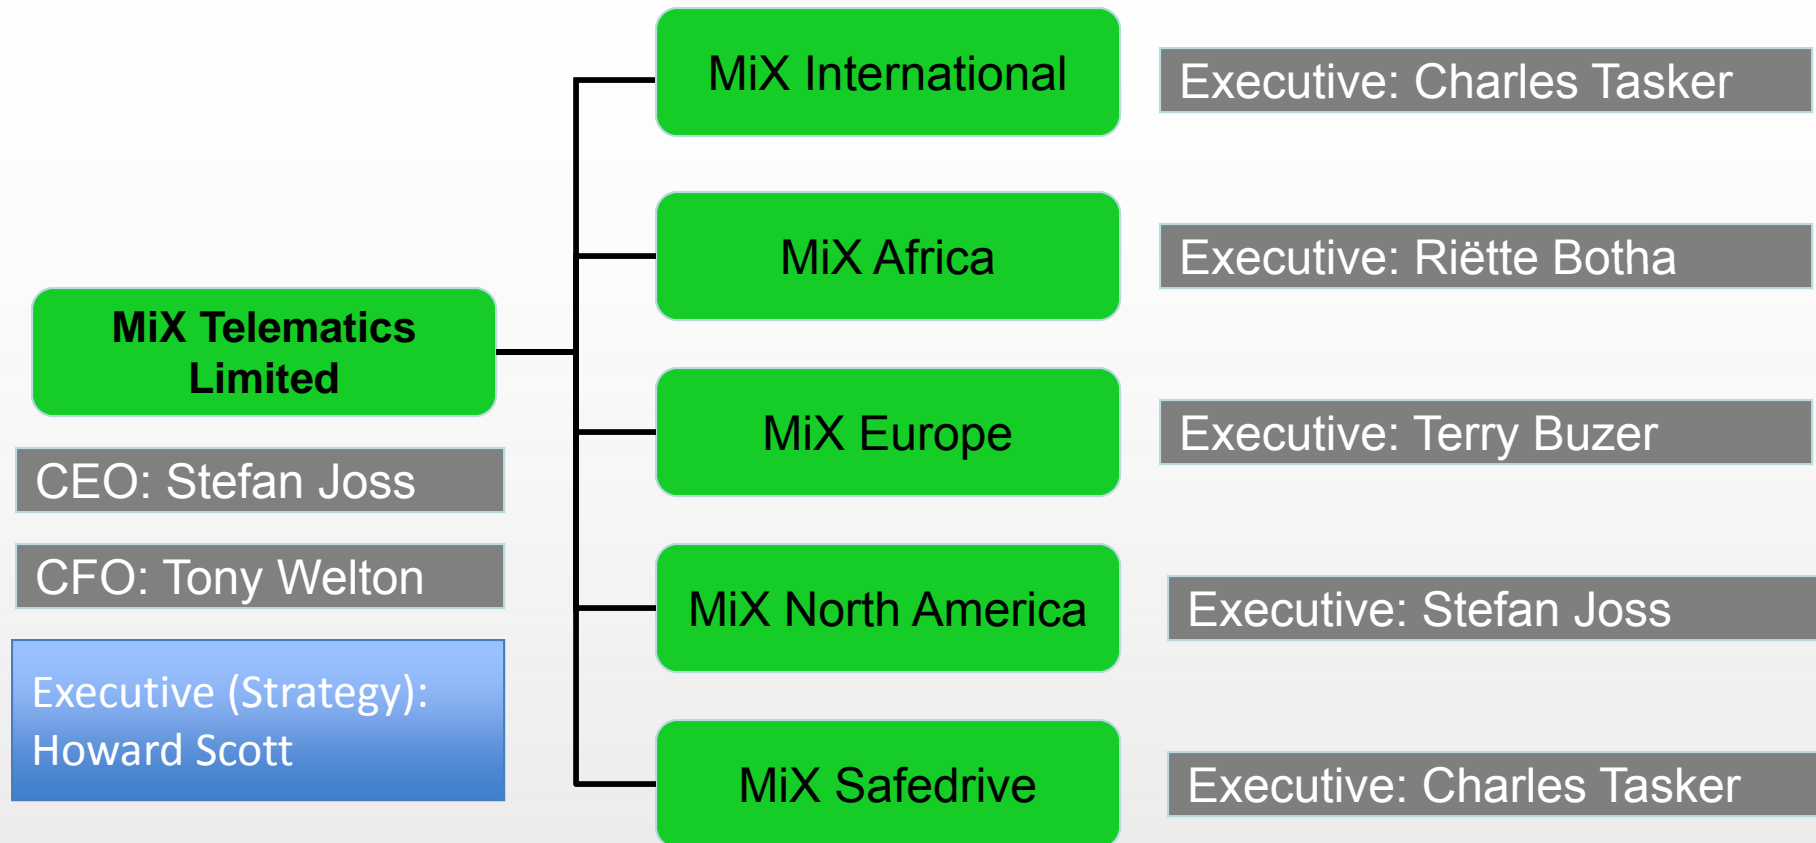 MiX International
Executive: Charles Tasker
MiX Africa
Executive: Riëtte Botha
MiX Telematics
Limited
MiX Europe
Executive: Terry Buzer
CEO: Stefan Joss
CFO: Tony Welton
MiX North America
Executive: Stefan Joss
Executive (Strategy):
Howard Scott
MiX Safedrive
Executive: Charles Tasker